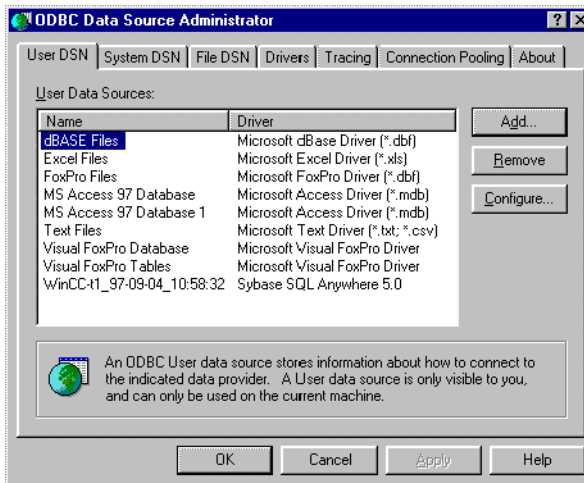 ODBC Data Source Administrator
User DSN System DSN File DSN Drivers Tracing Connection Pooling About
User Data Sources:
Name Driver
dBASE Files Microsoft dBase Driver (*.dbf)
Excel Files Microsoft Excel Driver (*.xls)
FoxPro Files Microsoft FoxPro Driver (*.dbf)
MS Access 97 Database Microsoft Access Driver (*.mdb)
MS Access 97 Database 1 Microsoft Access Driver (*.mdb)
Text Files Microsoft Text Driver (*.txt; *.csv)
Visual FoxPro Database Microsoft Visual FoxPro Driver
Visual FoxPro Tables Microsoft Visual FoxPro Driver
WinCC-t1_97-09-04_10:58:32 Sybase SQL Anywhere 5.0
Add...
Remove
Configure...
An ODBC User data source stores information about how to connect to
the indicated data provider. A User data source is only visible to you,
and can only be used on the current machine.
OK Cancel Apply Help